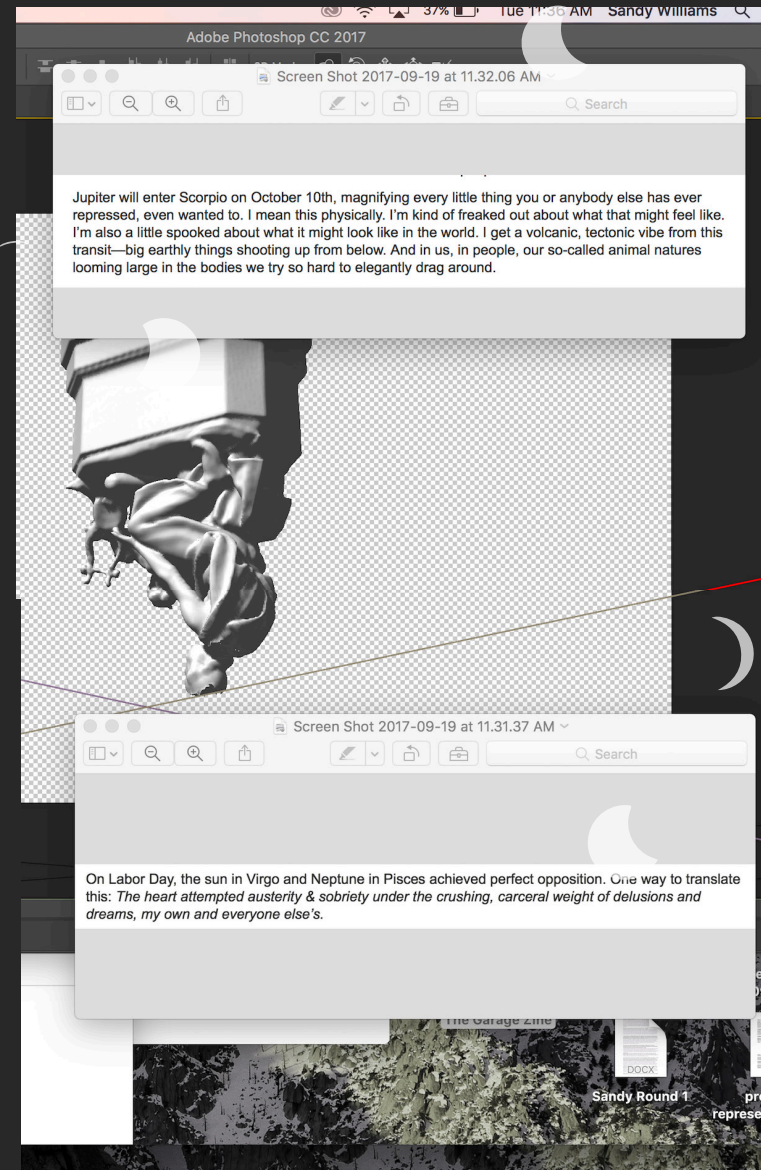 37% Tue 11:36 AM Sandy Williams
Adobe Photoshop CC 2017
Screen Shot 2017-09-19 at 11.32.06 AM
Search
Jupiter will enter Scorpio on October 10th, magnifying every little thing you or anybody else has ever
repressed, even wanted to. I mean this physically. I’m kind of freaked out about what that might feel like.
I’m also a little spooked about what it might look like in the world. I get a volcanic, tectonic vibe from this
transit—big earthly things shooting up from below. And in us, in people, our so-called animal natures
looming large in the bodies we try so hard to elegantly drag around.
Screen Shot 2017-09-19 at 11.31.37 AM
Search
On Labor Day, the sun in Virgo and Neptune in Pisces achieved perfect opposition. One way to translate
this: The heart attempted austerity & sobriety under the crushing, carceral weight of delusions and
dreams, my own and everyone else’s.
The Garage Zine
DOCX
Sandy Round 1